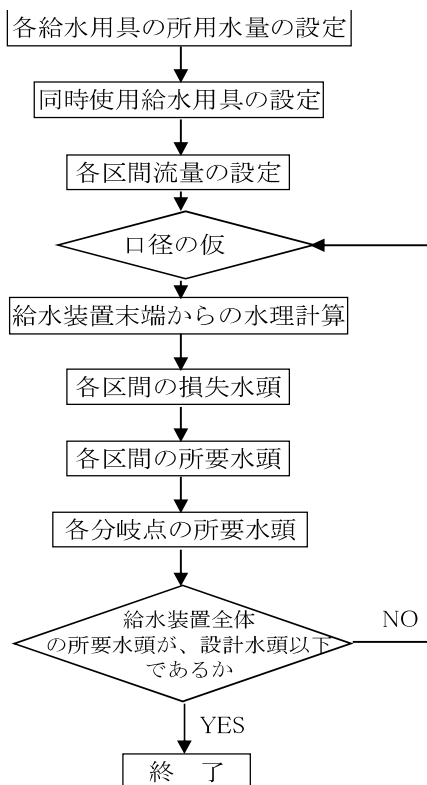 各給水用具の所用水量の設定
同時使用給水用具の設定
各区間流量の設定
口径の仮
給水装置末端からの水理計算
各区間の損失水頭
各区間の所要水頭
各分岐点の所要水頭
給水装置全体
の所要水頭が、設計水頭以下
であるか
NO
YES
終　了